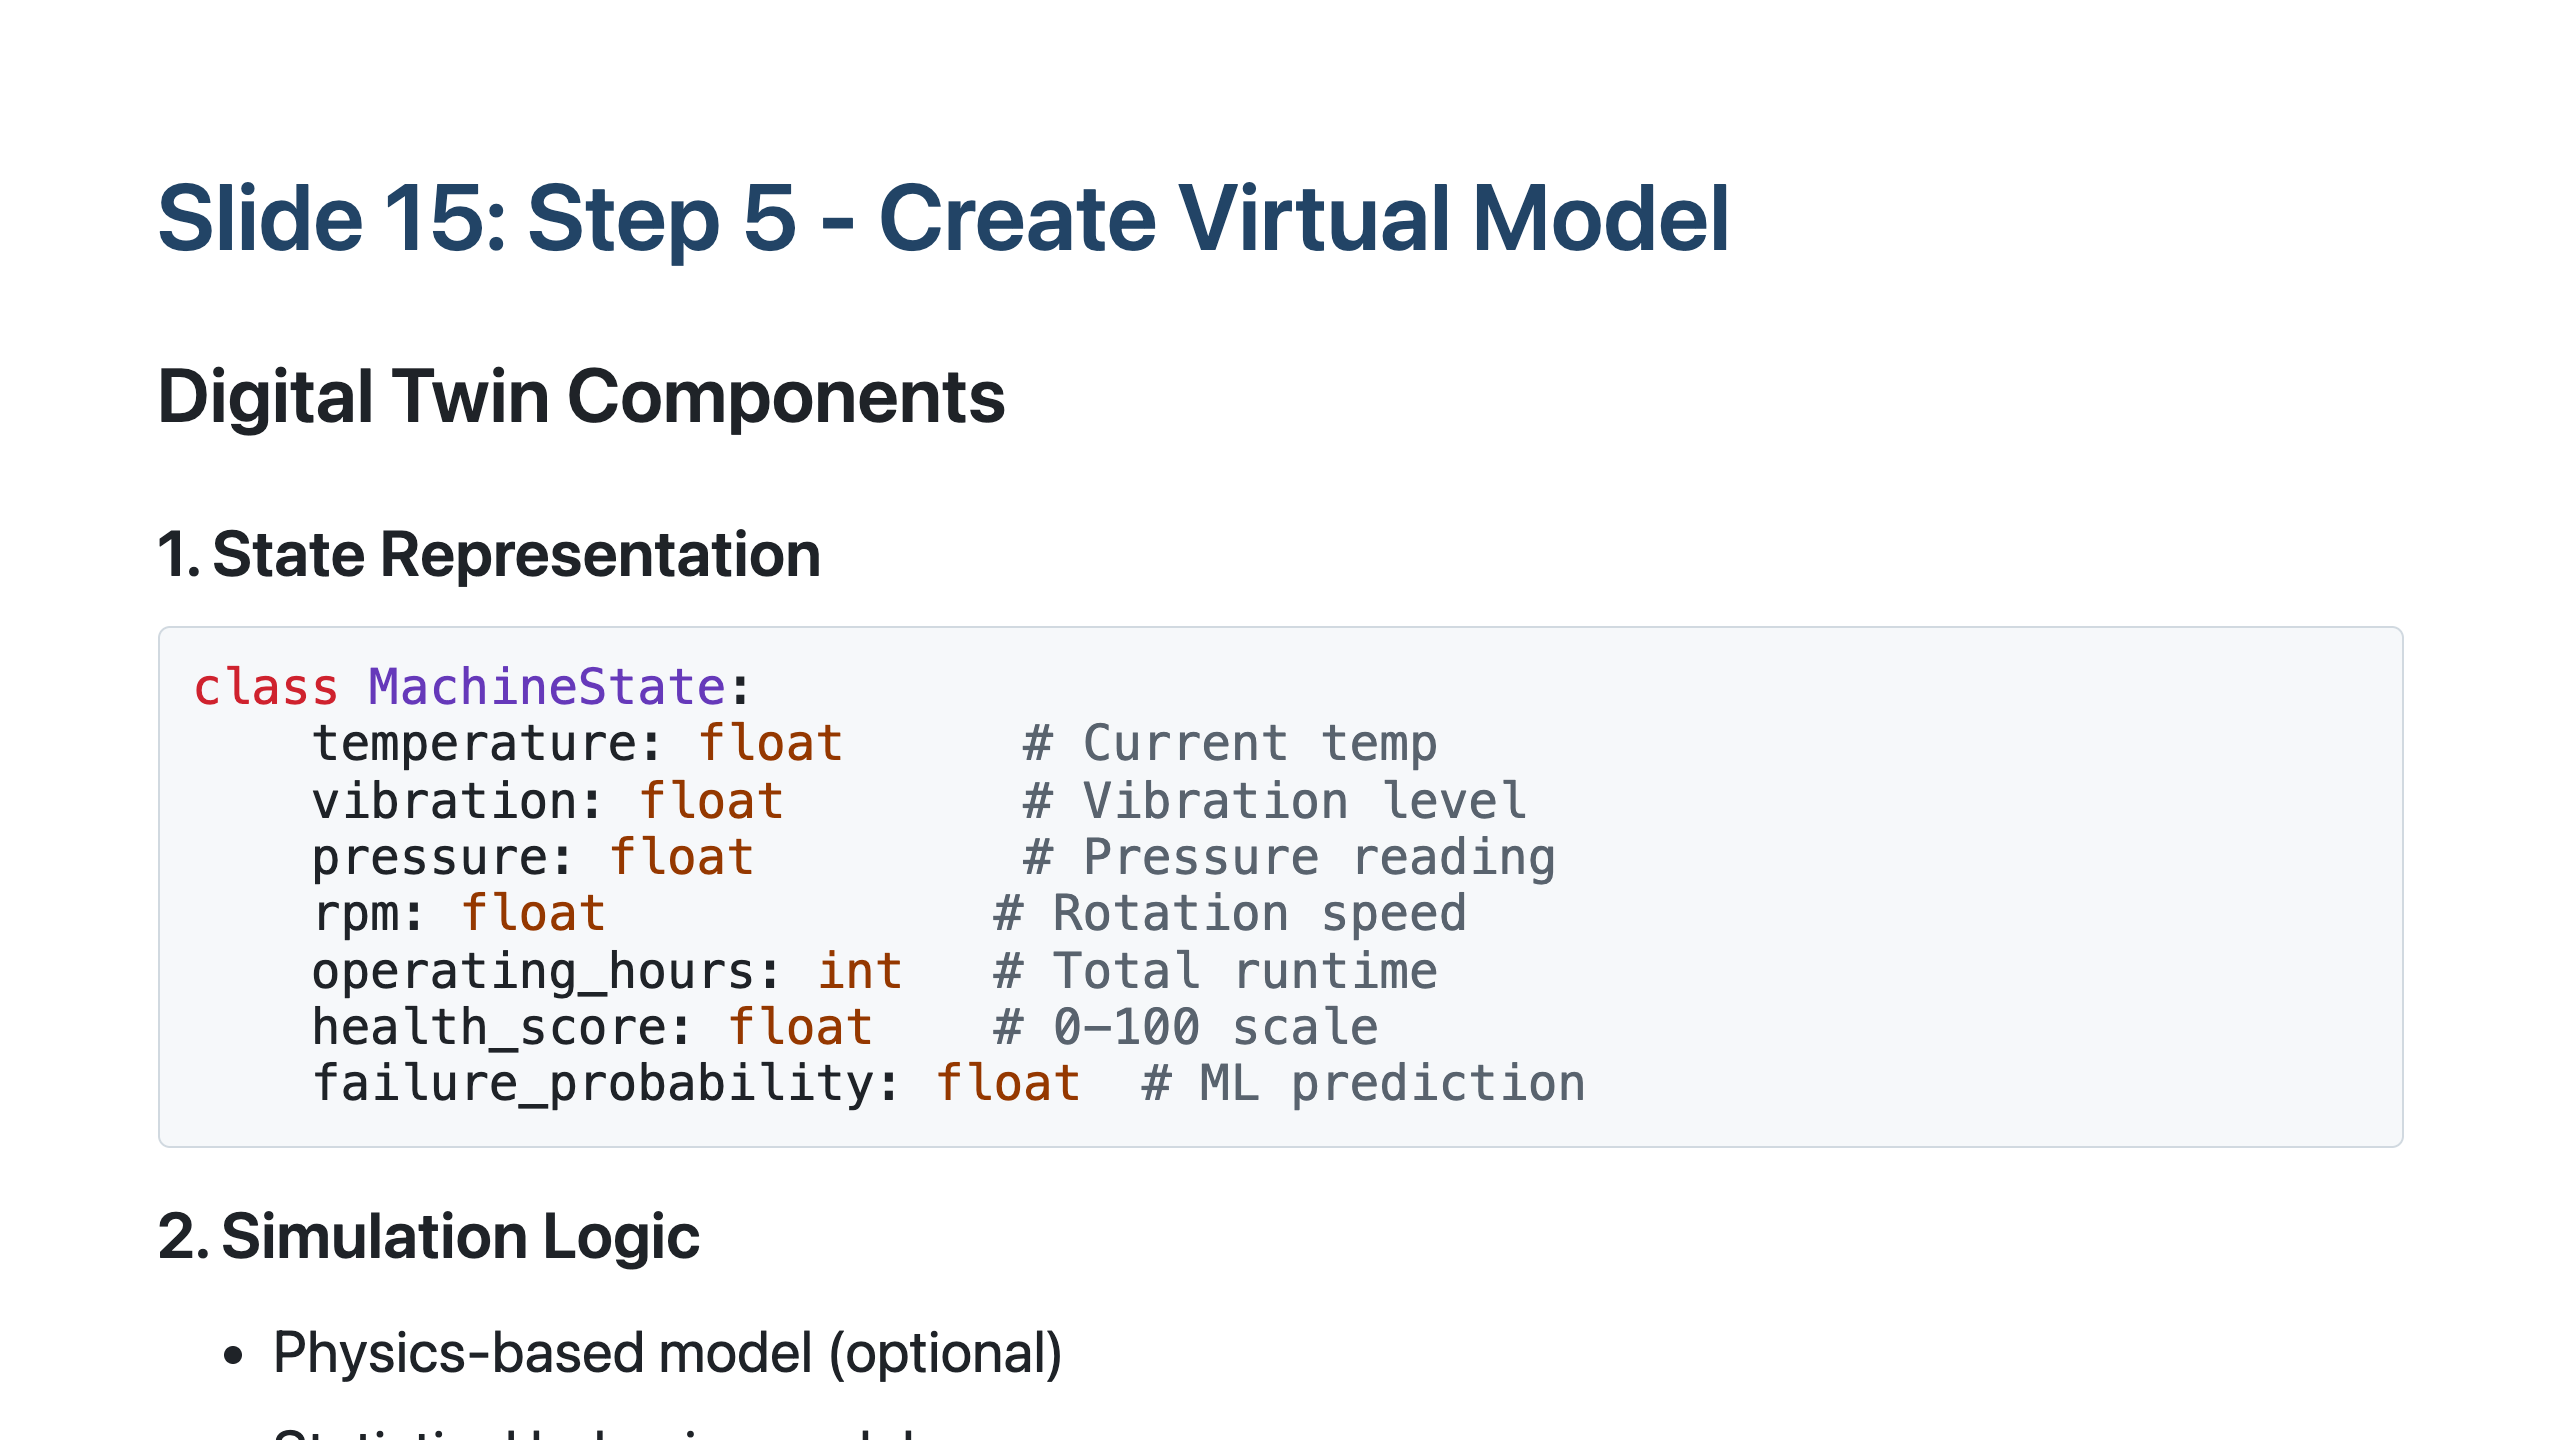 Slide 15: Step 5 - Create Virtual Model
Digital Twin Components
1. State Representation
class MachineState:
    temperature: float      # Current temp
    vibration: float        # Vibration level
    pressure: float         # Pressure reading
    rpm: float             # Rotation speed
    operating_hours: int   # Total runtime
    health_score: float    # 0-100 scale
    failure_probability: float  # ML prediction
2. Simulation Logic
• Physics-based model (optional)